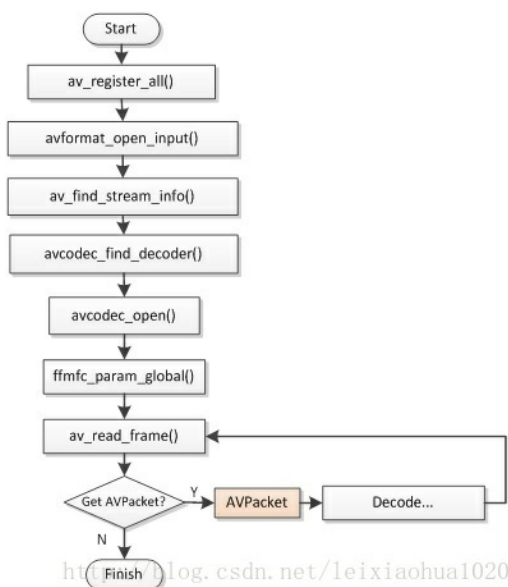 Start
av_register_all()
avformat_open_input()
av_find_stream_info()
avcodec_find_decoder()
avcodec_open()
ffmfc_param_global()
av_read_frame()
Get AVPacket?
Y
AVPacket
Decode...
N
Finish
http://blog.csdn.net/leixiaohua1020